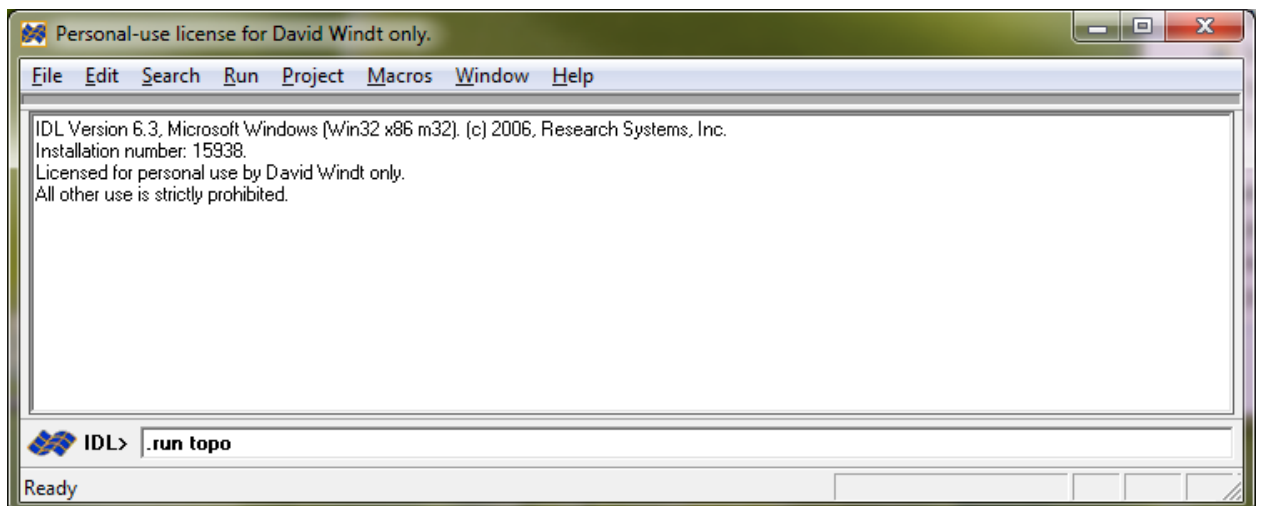 Personal-use license for David Windt only.
File Edit Search Run Project Macros Window Help
IDL Version 6.3, Microsoft Windows (Win32 x86 m32). (c) 2006, Research Systems, Inc.
Installation number: 15938.
Licensed for personal use by David Windt only.
All other use is strictly prohibited.
IDL> .run topo
Ready